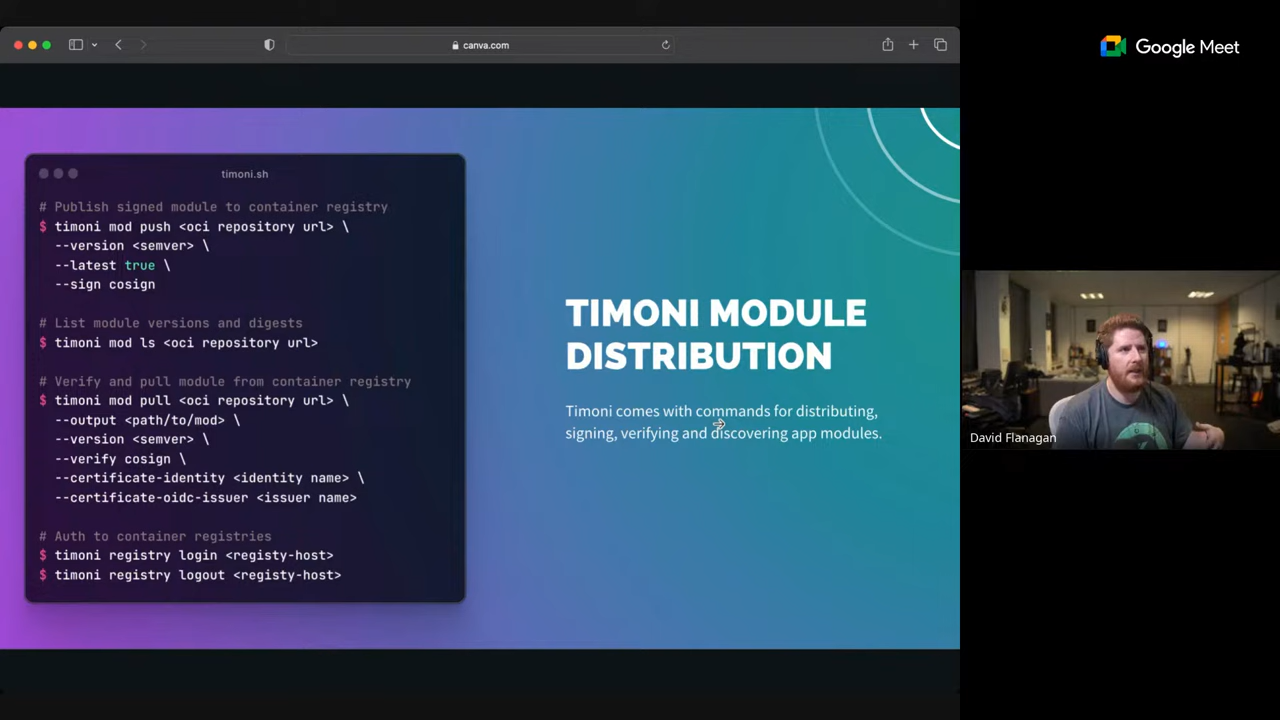 canva.com
Google Meet
timoni.sh
# Publish signed module to container registry
$ timoni mod push <oci repository url> \
--version <semver> \
--latest true \
--sign cosign
# List module versions and digests
$ timoni mod ls <oci repository url>
# Verify and pull module from container registry
$ timoni mod pull <oci repository url> \
--output <path/to/mod> \
--version <semver> \
--verify cosign \
--certificate-identity <identity name> \
--certificate-oidc-issuer <issuer name>
# Auth to container registries
$ timoni registry login <registy-host>
$ timoni registry logout <registy-host>
TIMONI MODULE
DISTRIBUTION
Timoni comes with commands for distributing,
signing, verifying and discovering app modules.
David Flanagan